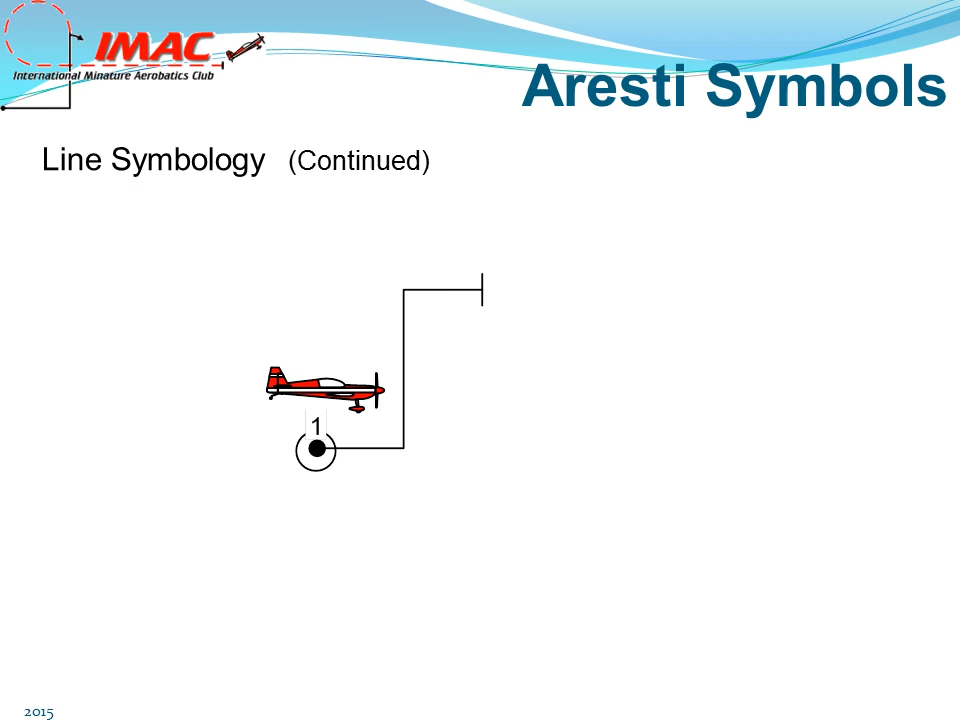 IMAC
International Minature Aerobatics Club
Aresti Symbols
Line Symbology (Continued)
1
2015